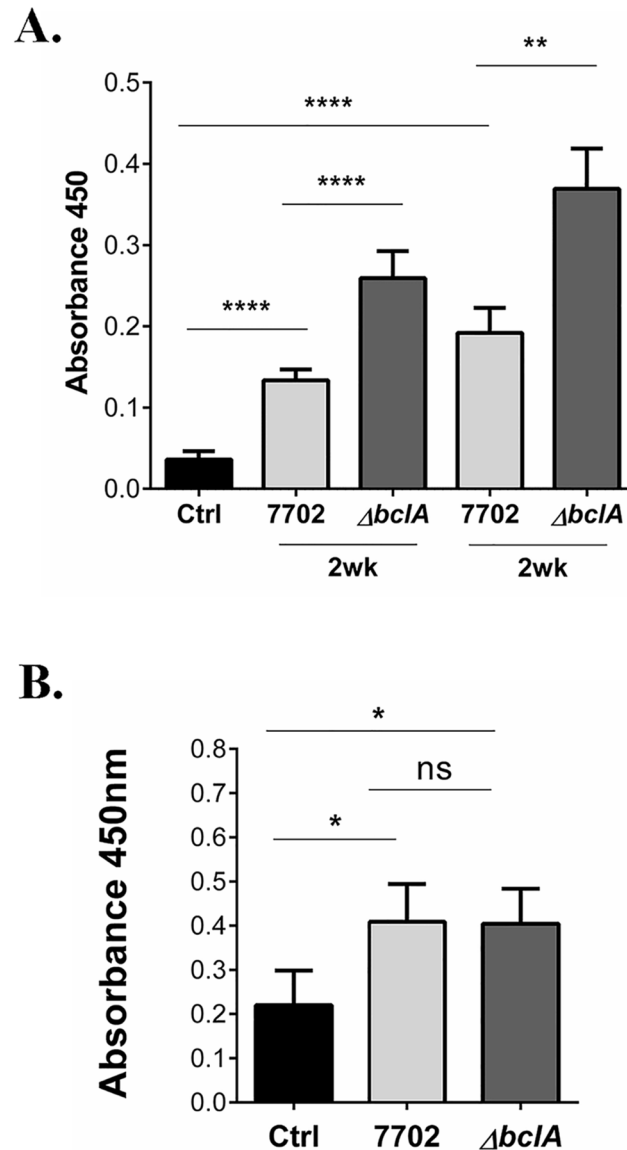 A.
**
****
****
****
Absorbance 450
0.5
0.4
0.3
0.2
0.1
0.0
Ctrl 7702 ΔbclA 7702 ΔbclA
2wk 2wk
B.
*
ns
*
Absorbance 450nm
0.8
0.7
0.6
0.5
0.4
0.3
0.2
0.1
0.0
Ctrl 7702 ΔbclA